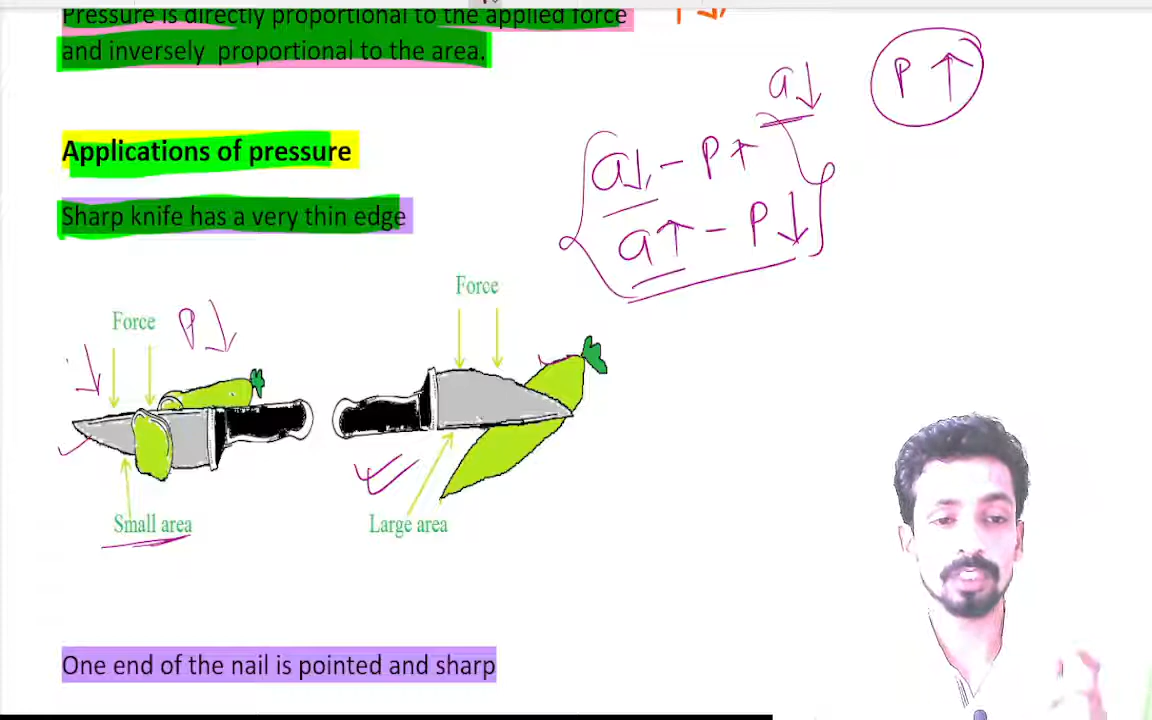 Pressure is directly proportional to the applied force
and inversely proportional to the area.
a↓
P ↑
Applications of pressure
a↓ - P↑
Sharp knife has a very thin edge
a↑ - P↓
Force
Force
P↓
Small area
Large area
One end of the nail is pointed and sharp